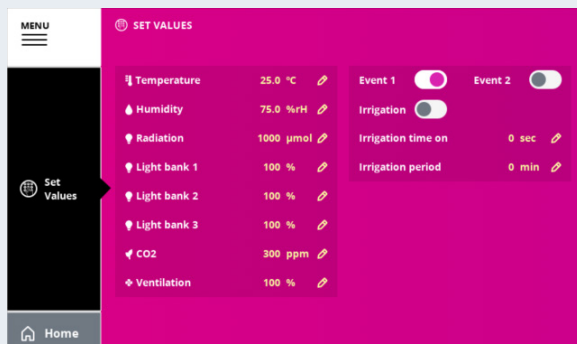 MENU
SET VALUES
Temperature 25.0 °C
Humidity 75.0 %rH
Radiation 1000 µmol
Light bank 1 100 %
Light bank 2 100 %
Light bank 3 100 %
CO2 300 ppm
Ventilation 100 %
Event 1 Event 2
Irrigation
Irrigation time on 0 sec
Irrigation period 0 min
Set
Values
Home